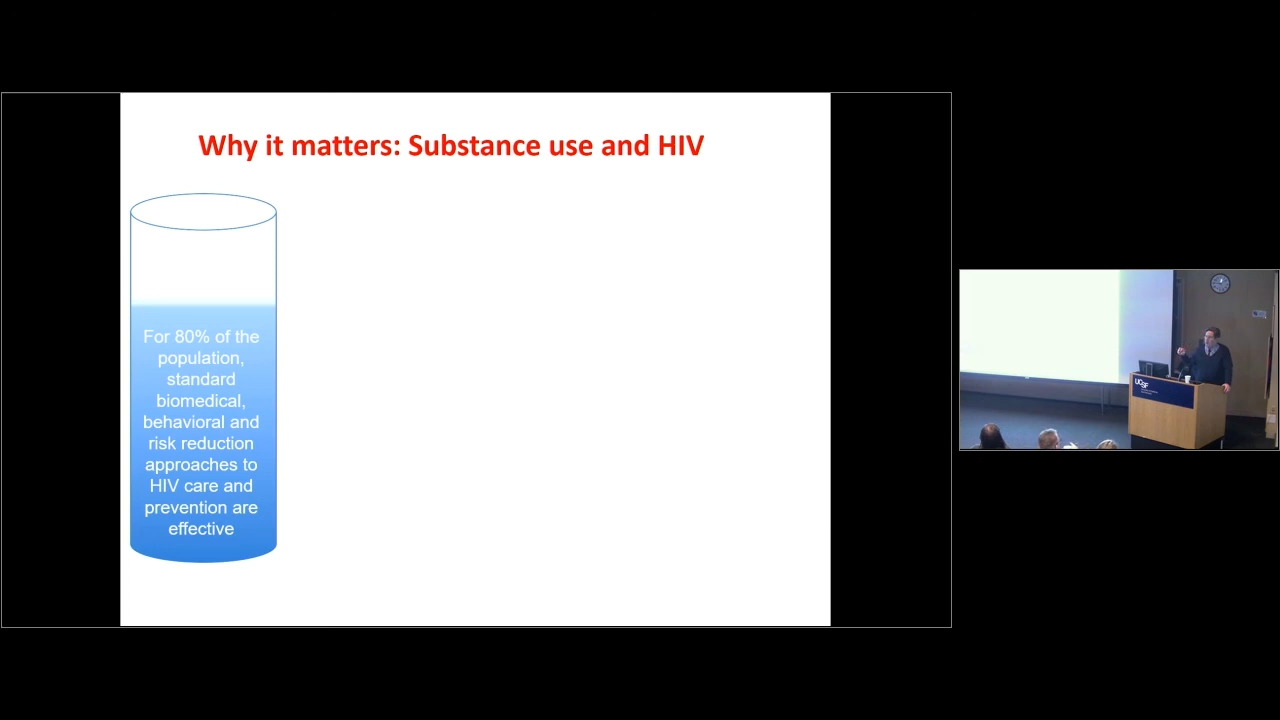 Why it matters: Substance use and HIV
For 80% of the
population,
standard
biomedical,
behavioral and
risk reduction
approaches to
HIV care and
prevention are
effective
UCSF